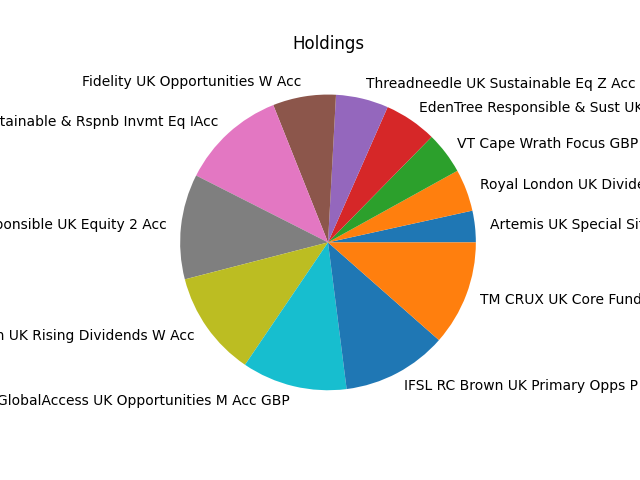 Holdings
Fidelity UK Opportunities W Acc
Threadneedle UK Sustainable Eq Z Acc
EdenTree Responsible & Sust UK
tainable & Rspnb Invmt Eq IAcc
VT Cape Wrath Focus GBP
Royal London UK Divide
ponsible UK Equity 2 Acc
Artemis UK Special Sit
TM CRUX UK Core Fund
UK Rising Dividends W Acc
IFSL RC Brown UK Primary Opps P
GlobalAccess UK Opportunities M Acc GBP